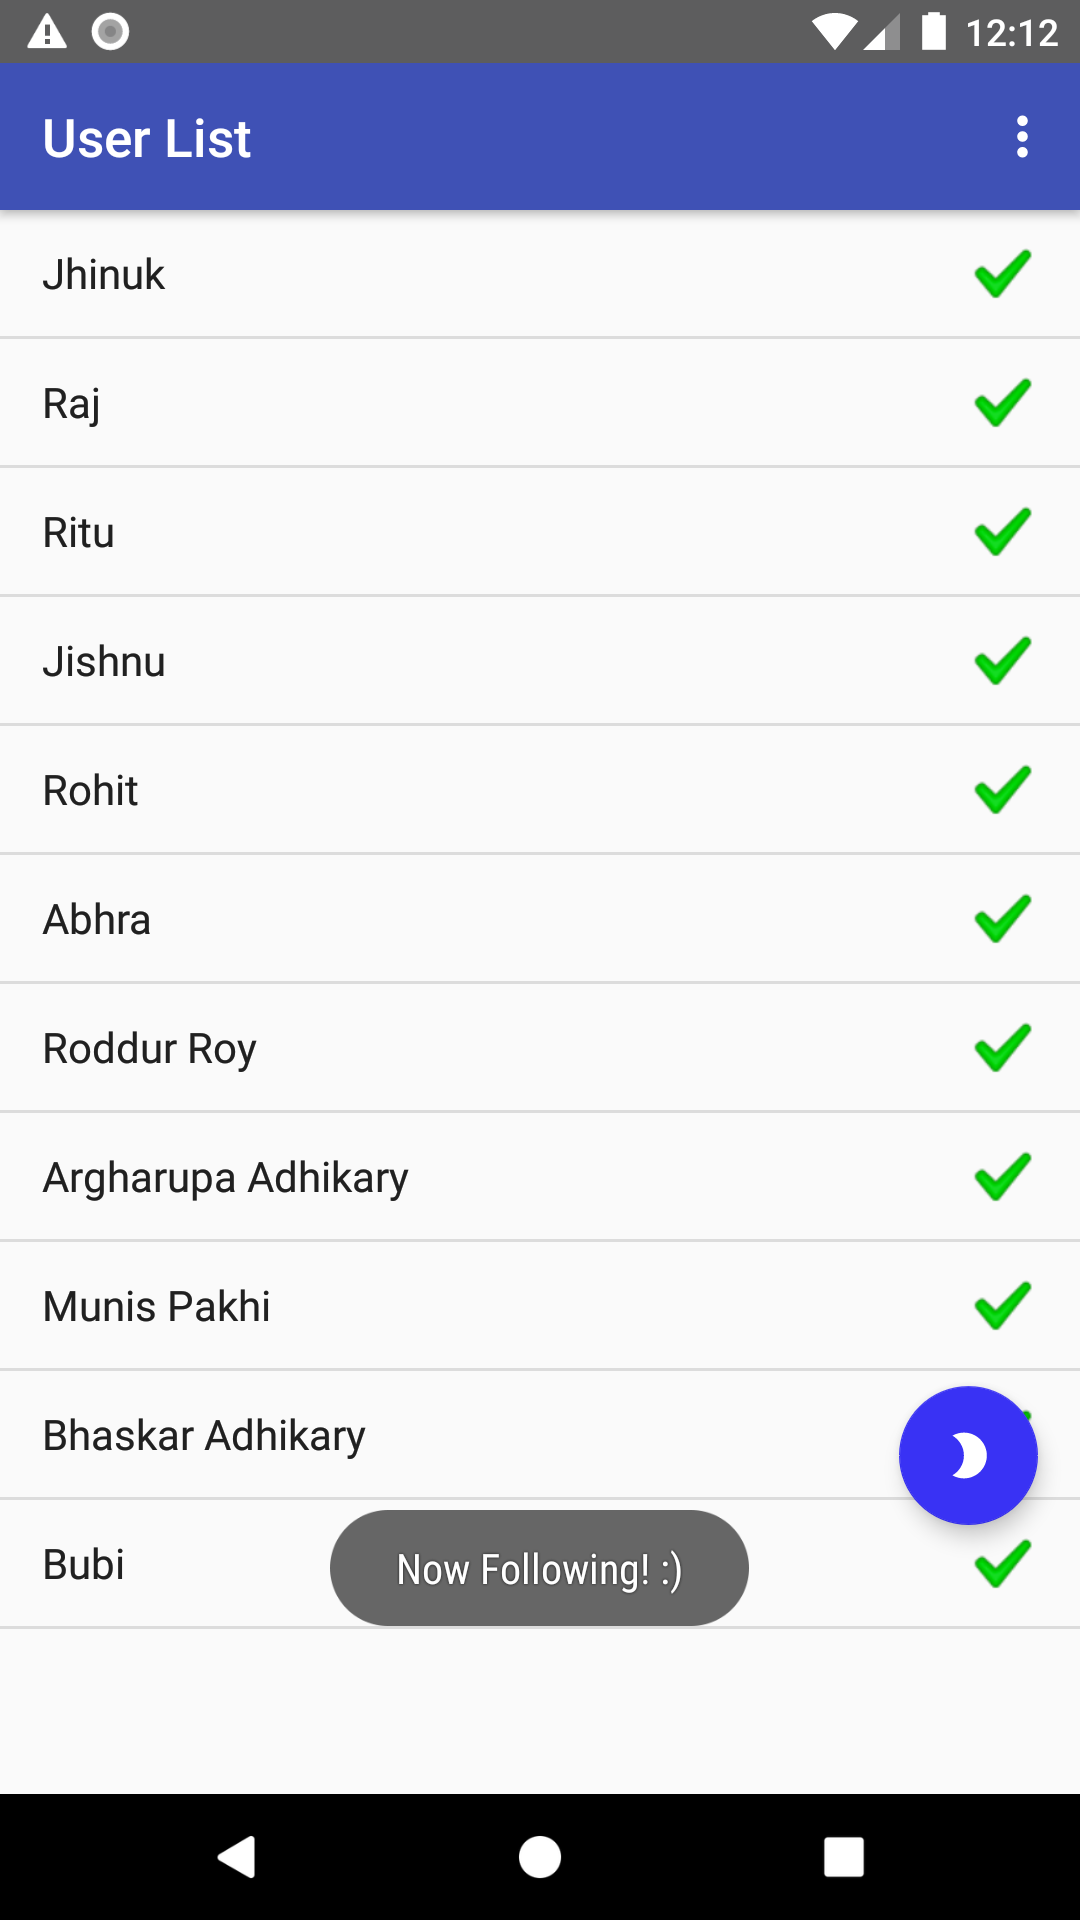 12:12
User List
Jhinuk
Raj
Ritu
Jishnu
Rohit
Abhra
Roddur Roy
Argharupa Adhikary
Munis Pakhi
Bhaskar Adhikary
Bubi
Now Following! :)